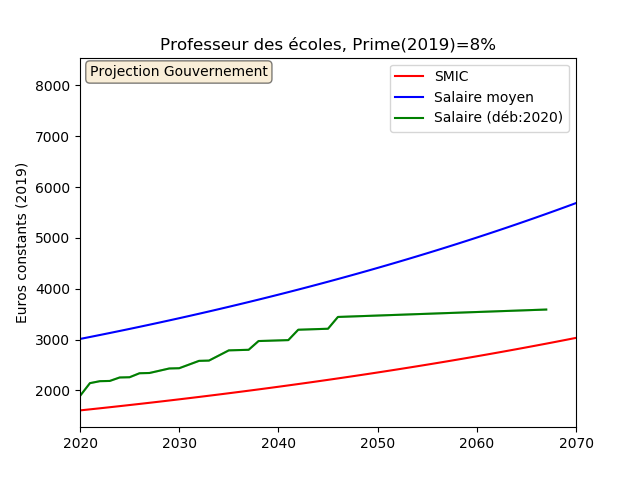 Professeur des écoles, Prime(2019)=8%
Projection Gouvernement
SMIC
Salaire moyen
Salaire (déb:2020)
Euros constants (2019)
8000
7000
6000
5000
4000
3000
2000
2020 2030 2040 2050 2060 2070